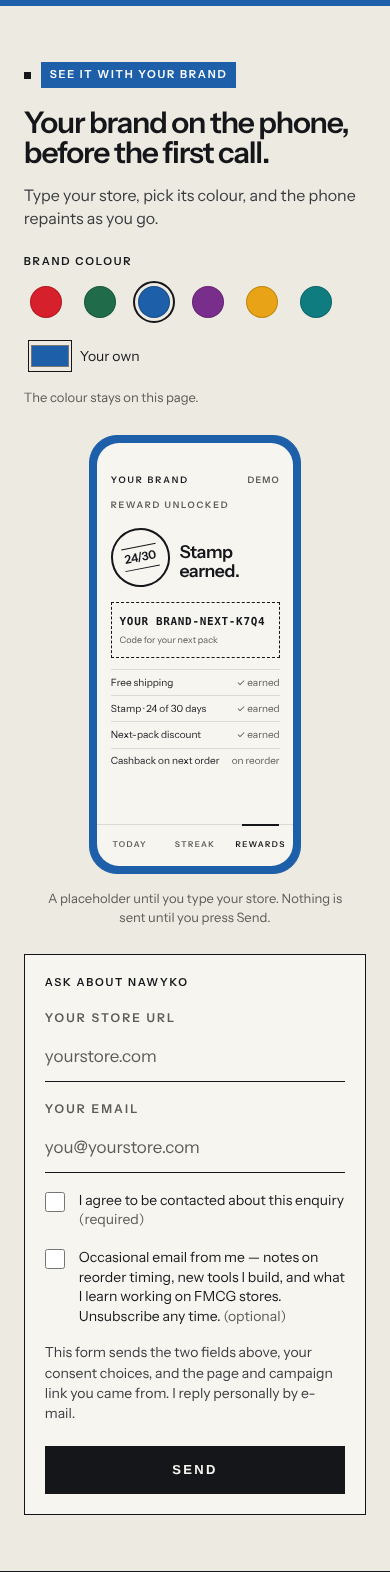 SEE IT WITH YOUR BRAND
Your brand on the phone,
before the first call.
Type your store, pick its colour, and the phone
repaints as you go.
BRAND COLOUR
Your own
The colour stays on this page.
YOUR BRAND DEMO
REWARD UNLOCKED
24/30
Stamp
earned.
YOUR BRAND-NEXT-K7Q4
Code for your next pack
Free shipping ✓ earned
Stamp · 24 of 30 days ✓ earned
Next-pack discount ✓ earned
Cashback on next order on reorder
TODAY STREAK REWARDS
A placeholder until you type your store. Nothing is
sent until you press Send.
ASK ABOUT NAWYKO
YOUR STORE URL
yourstore.com
YOUR EMAIL
you@yourstore.com
I agree to be contacted about this enquiry
(required)
Occasional email from me — notes on
reorder timing, new tools I build, and what
I learn working on FMCG stores.
Unsubscribe any time. (optional)
This form sends the two fields above, your
consent choices, and the page and campaign
link you came from. I reply personally by e-
mail.
SEND